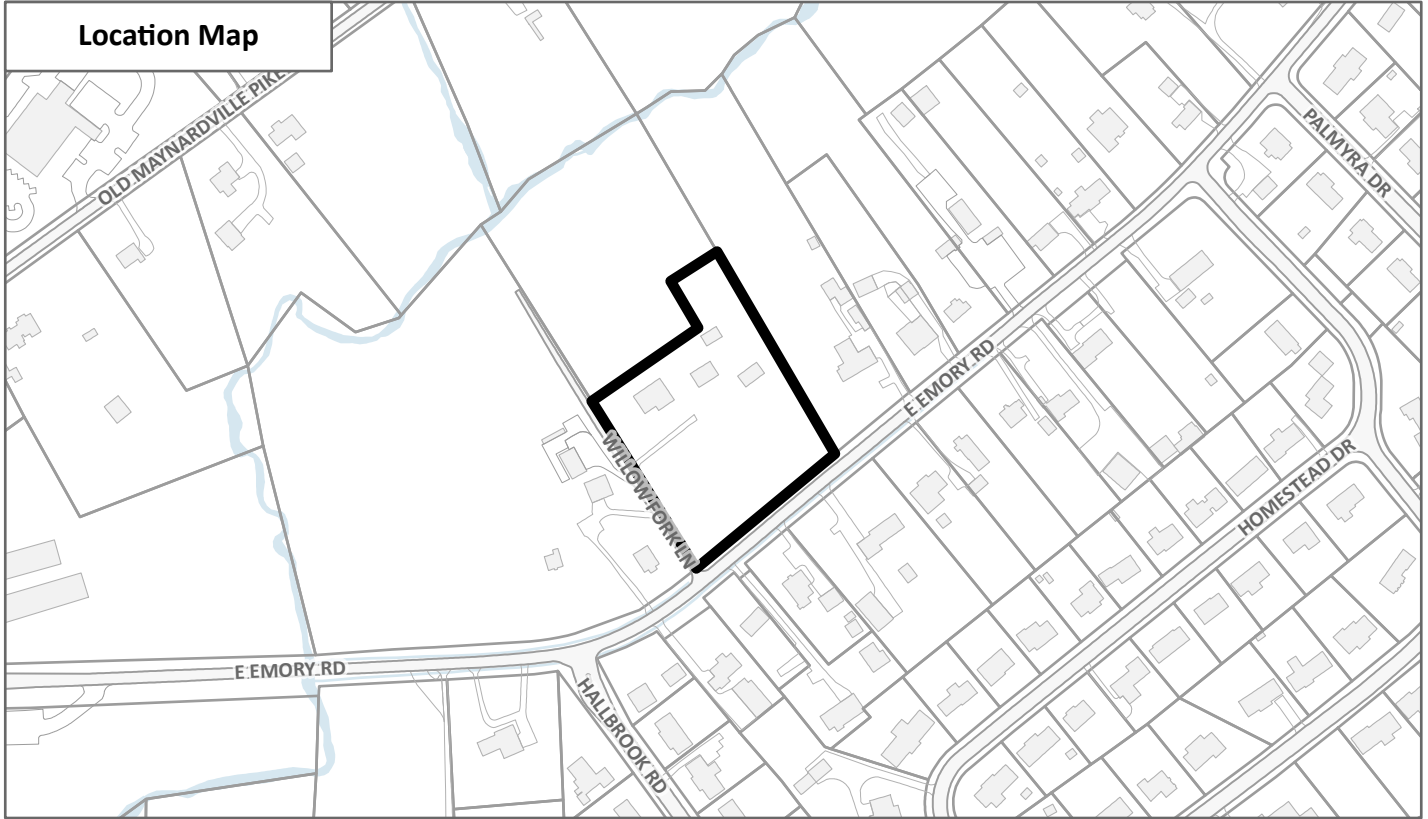 Location Map
OLD MAYNARDVILLE PIKE
PALMYRA DR
E EMORY RD
WILLOW FORK LN
HOMESTEAD DR
E EMORY RD
HALLBROOK RD